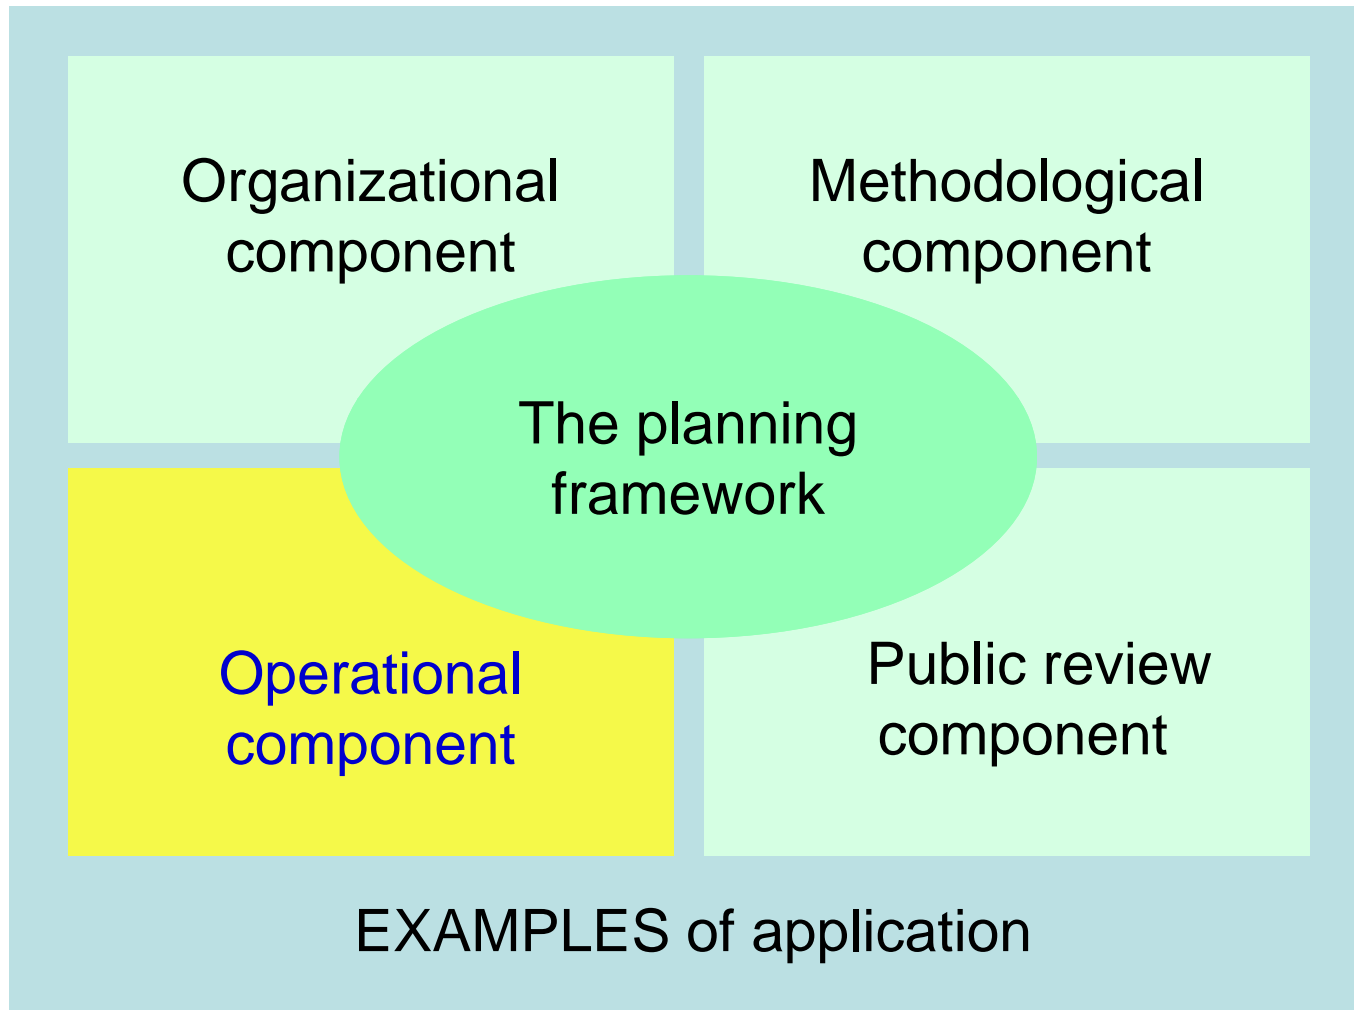 Organizational
component
Methodological
component
The planning
framework
Operational
component
Public review
component
EXAMPLES of application